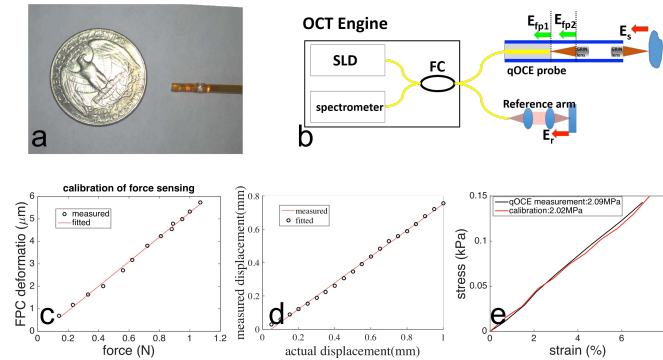 a
OCT Engine
SLD
spectrometer
FC
E_fp1 E_fp2
E_s
GRIN lens GRIN lens
qOCE probe
Reference arm
E_r
b
calibration of force sensing
FPC deformatio (μm)
6
5
4
3
2
1
0
measured
fitted
c
0 0.2 0.4 0.6 0.8 1 1.2
force (N)
measured displacement(mm)
0.8
0.6
0.4
0.2
0
measured
fitted
d
0 0.2 0.4 0.6 0.8 1
actual displacement(mm)
stress (kPa)
0.15
0.1
0.05
0
qOCE measurement:2.09MPa
calibration:2.02MPa
e
0 2 4 6
strain (%)